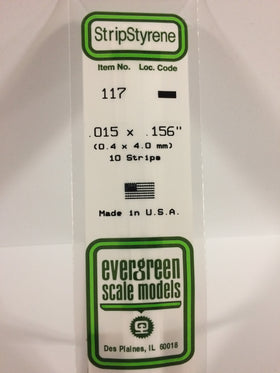 StripStyrene
Item No. Loc. Code
117
.015 x .156"
(0.4 x 4.0 mm)
10 Strips
Made in U.S.A.
evergreen
scale models
Des Plaines, IL 60018